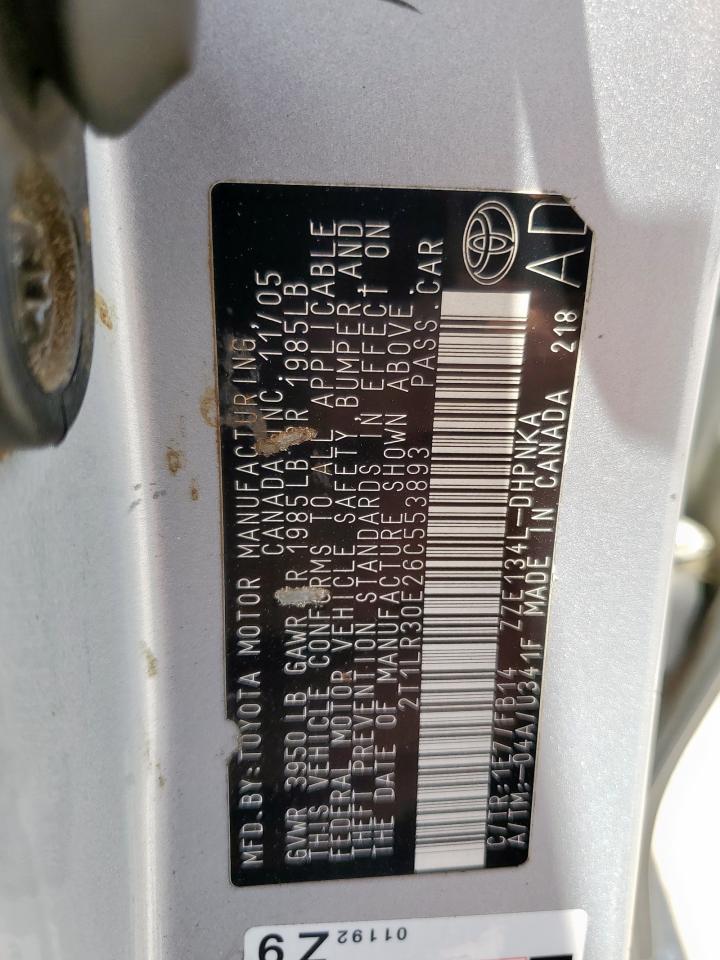 MFD.BY:TOYOTA MOTOR MANUFACTURING,
CANADA INC. 11/05
GVWR 3950 LB GAWR 1985LB 1985LB
THIS VEHICLE CONFORMS TO ALL APPLICABLE
FEDERAL MOTOR VEHICLE SAFETY, BUMPER AND
THEFT PREVENTION STANDARDS IN EFFECT ON
THE DATE OF MANUFACTURE SHOWN ABOVE.
2T1LR30E26C553893 PASS.CAR
C/TR:1E7/FB14 ZZE134L-DHPNKA
A/TM:-04A/U341F MADE IN CANADA 218
AD
01192
Z9